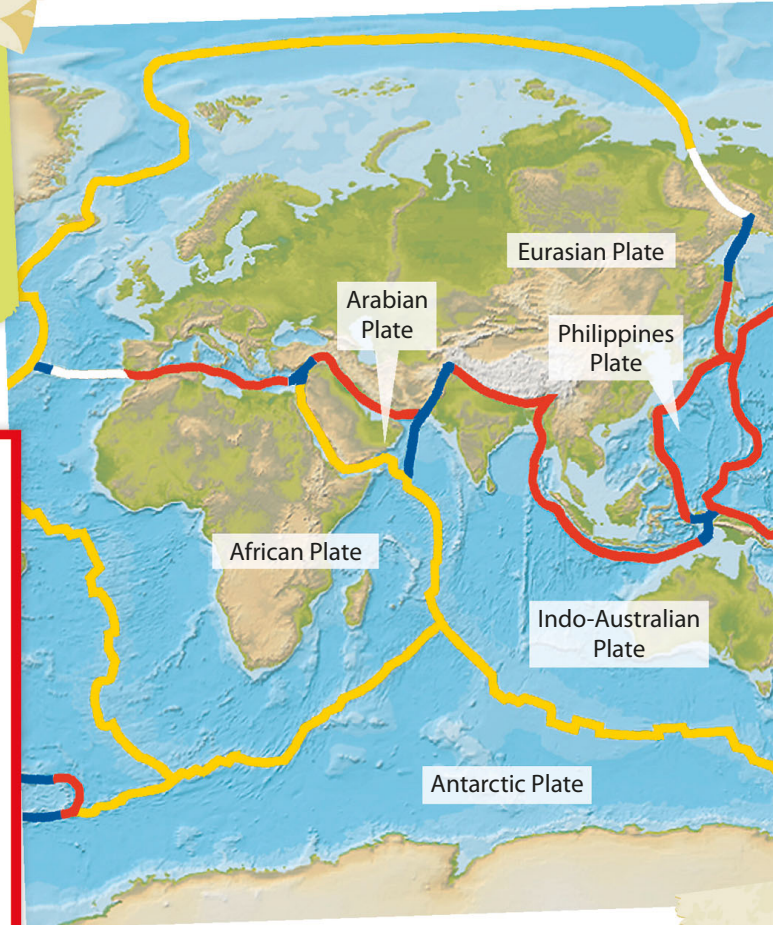 Eurasian Plate
Arabian
Plate
Philippines
Plate
African Plate
Indo-Australian
Plate
Antarctic Plate